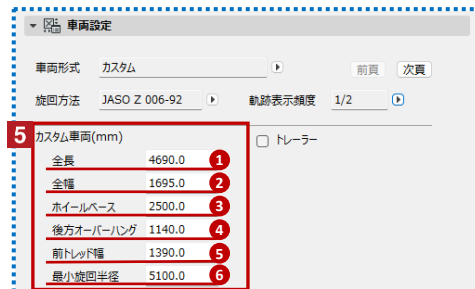 車両設定
車両形式 カスタム 前頁 次頁
旋回方法 JASO Z 006-92 軌跡表示頻度 1/2
5 カスタム車両(mm) トレーラー
全長 4690.0 1
全幅 1695.0 2
ホイールベース 2500.0 3
後方オーバーハング 1140.0 4
前トレッド幅 1390.0 5
最小旋回半径 5100.0 6